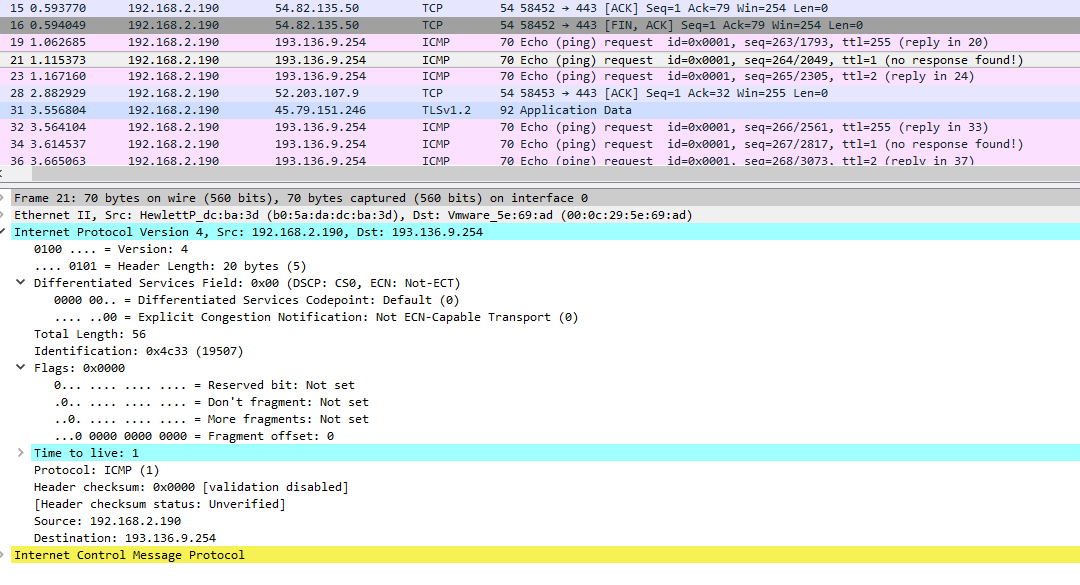 15 0.593770 192.168.2.190 54.82.135.50 TCP 54 58452 → 443 [ACK] Seq=1 Ack=79 Win=254 Len=0
16 0.594049 192.168.2.190 54.82.135.50 TCP 54 58452 → 443 [FIN, ACK] Seq=1 Ack=79 Win=254 Len=0
19 1.062685 192.168.2.190 193.136.9.254 ICMP 70 Echo (ping) request id=0x0001, seq=263/1793, ttl=255 (reply in 20)
21 1.115373 192.168.2.190 193.136.9.254 ICMP 70 Echo (ping) request id=0x0001, seq=264/2049, ttl=1 (no response found!)
23 1.167160 192.168.2.190 193.136.9.254 ICMP 70 Echo (ping) request id=0x0001, seq=265/2305, ttl=2 (reply in 24)
28 2.882929 192.168.2.190 52.203.107.9 TCP 54 58453 → 443 [ACK] Seq=1 Ack=32 Win=255 Len=0
31 3.556804 192.168.2.190 45.79.151.246 TLSv1.2 92 Application Data
32 3.564104 192.168.2.190 193.136.9.254 ICMP 70 Echo (ping) request id=0x0001, seq=266/2561, ttl=255 (reply in 33)
34 3.614537 192.168.2.190 193.136.9.254 ICMP 70 Echo (ping) request id=0x0001, seq=267/2817, ttl=1 (no response found!)
36 3.665063 192.168.2.190 193.136.9.254 ICMP 70 Echo (ping) request id=0x0001, seq=268/3073, ttl=2 (reply in 37)
Frame 21: 70 bytes on wire (560 bits), 70 bytes captured (560 bits) on interface 0
Ethernet II, Src: HewlettP_dc:ba:3d (b0:5a:da:dc:ba:3d), Dst: Vmware_5e:69:ad (00:0c:29:5e:69:ad)
Internet Protocol Version 4, Src: 192.168.2.190, Dst: 193.136.9.254
0100 .... = Version: 4
.... 0101 = Header Length: 20 bytes (5)
Differentiated Services Field: 0x00 (DSCP: CS0, ECN: Not-ECT)
0000 00.. = Differentiated Services Codepoint: Default (0)
.... ..00 = Explicit Congestion Notification: Not ECN-Capable Transport (0)
Total Length: 56
Identification: 0x4c33 (19507)
Flags: 0x0000
0... .... .... .... = Reserved bit: Not set
.0.. .... .... .... = Don't fragment: Not set
..0. .... .... .... = More fragments: Not set
...0 0000 0000 0000 = Fragment offset: 0
Time to live: 1
Protocol: ICMP (1)
Header checksum: 0x0000 [validation disabled]
[Header checksum status: Unverified]
Source: 192.168.2.190
Destination: 193.136.9.254
Internet Control Message Protocol